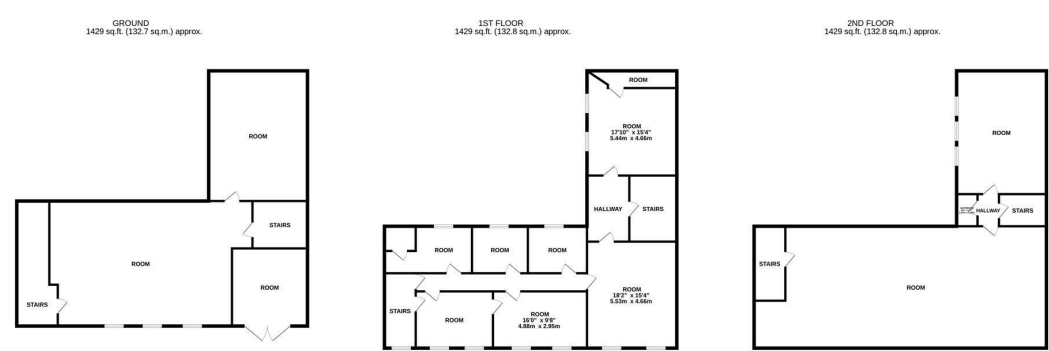 GROUND
1429 sq.ft. (132.7 sq.m.) approx.
ROOM
ROOM
STAIRS
ROOM
STAIRS
1ST FLOOR
1429 sq.ft. (132.8 sq.m.) approx.
ROOM
ROOM
17'10" x 15'4"
5.44m x 4.66m
HALLWAY
STAIRS
ROOM
ROOM
ROOM
ROOM
18'2" x 15'4"
5.53m x 4.66m
STAIRS
ROOM
ROOM
16'0" x 9'8"
4.88m x 2.95m
2ND FLOOR
1429 sq.ft. (132.8 sq.m.) approx.
ROOM
HALLWAY
STAIRS
STAIRS
ROOM